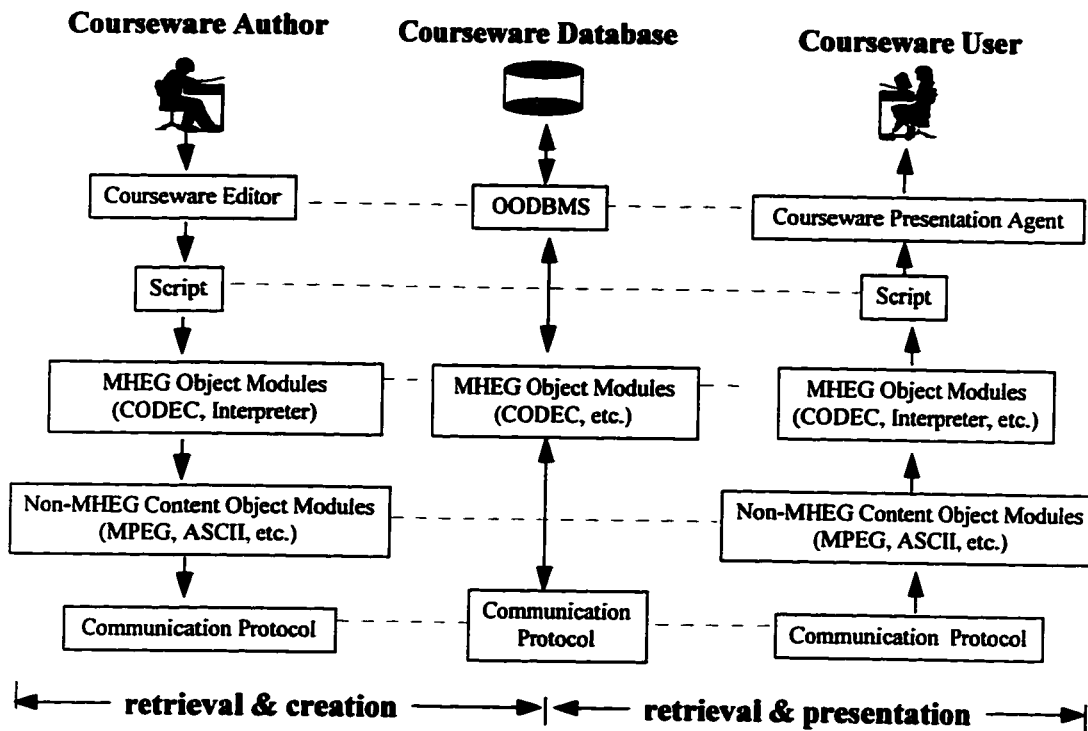 Courseware Author
Courseware Database
Courseware User
Courseware Editor
OODBMS
Courseware Presentation Agent
Script
Script
MHEG Object Modules
(CODEC, Interpreter)
MHEG Object Modules
(CODEC, etc.)
MHEG Object Modules
(CODEC, Interpreter, etc.)
Non-MHEG Content Object Modules
(MPEG, ASCII, etc.)
Non-MHEG Content Object Modules
(MPEG, ASCII, etc.)
Communication Protocol
Communication
Protocol
Communication Protocol
retrieval & creation
retrieval & presentation